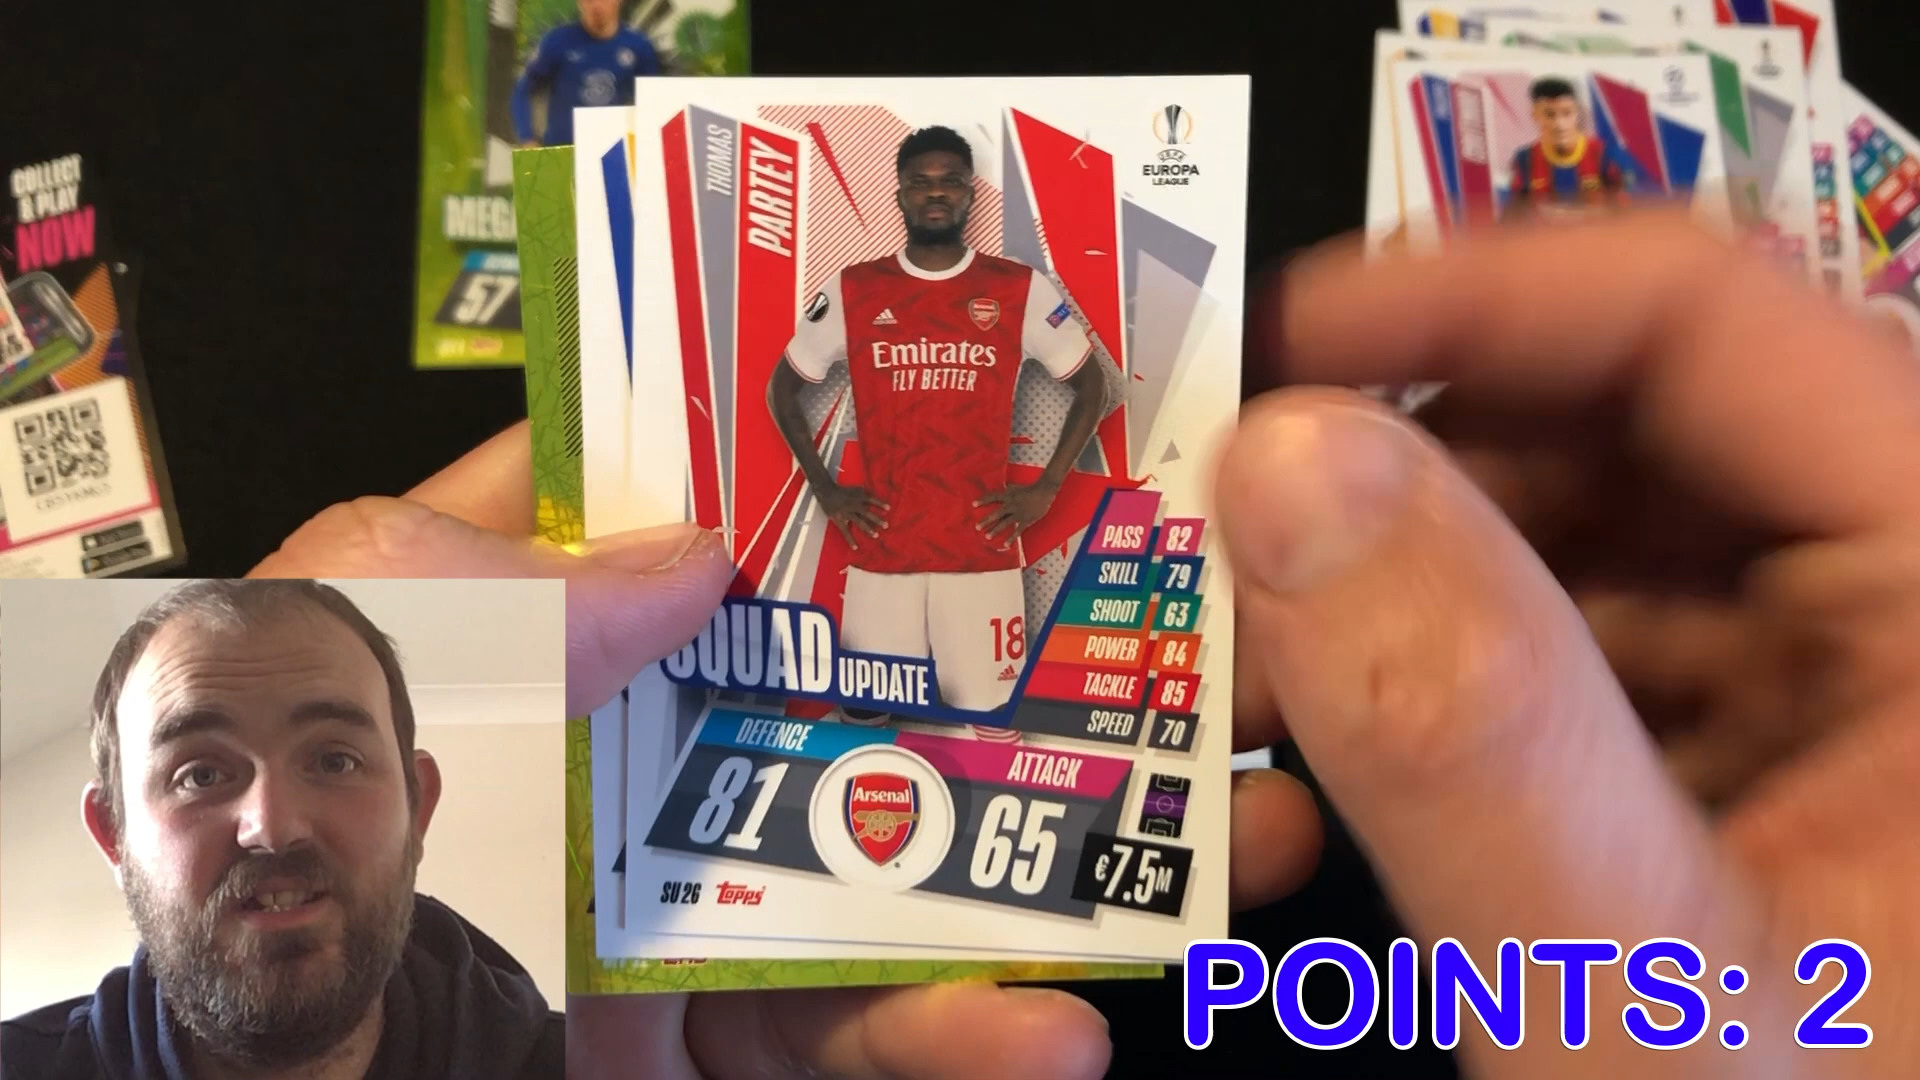 COLLECT
& PLAY
NOW
MEGA
57
THOMAS
PARTEY
UEFA
EUROPA
LEAGUE
Emirates
FLY BETTER
18
SQUAD UPDATE
PASS 82
SKILL 79
SHOOT 63
POWER 84
TACKLE 85
SPEED 70
DEFENCE
81
Arsenal
ATTACK
65
€7.5M
SU 26 Topps
POINTS: 2